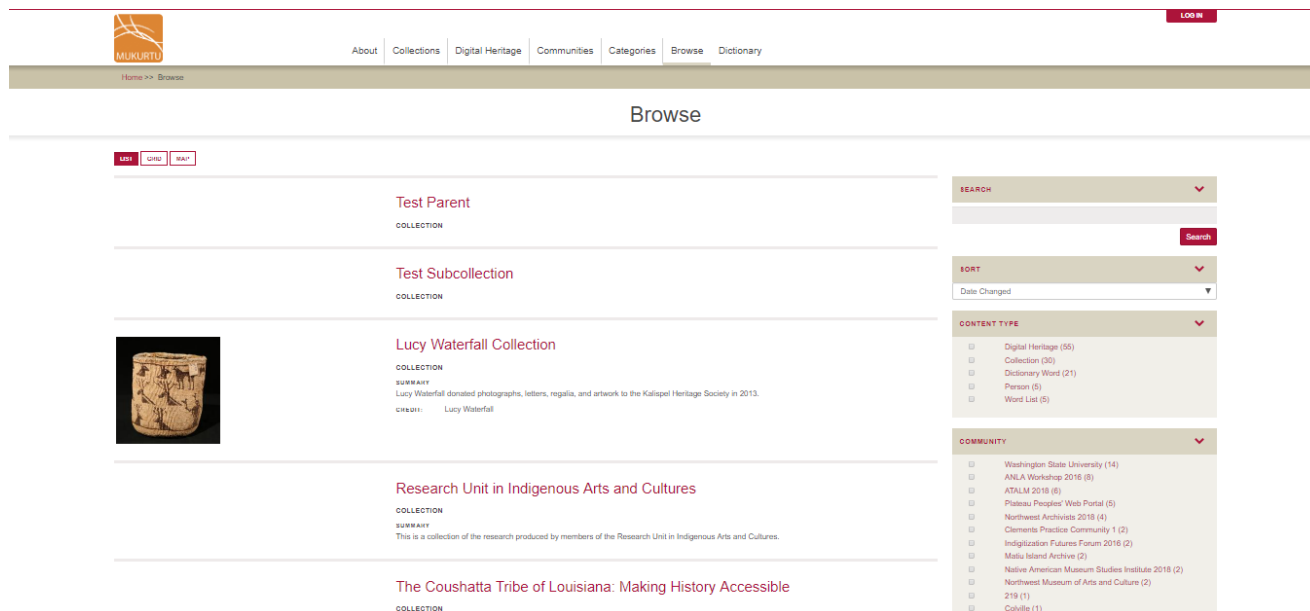 LOG IN
MUKURTU
About Collections Digital Heritage Communities Categories Browse Dictionary
Home >> Browse
Browse
LIST GRID MAP
Test Parent
COLLECTION
Test Subcollection
COLLECTION
Lucy Waterfall Collection
COLLECTION
SUMMARY
Lucy Waterfall donated photographs, letters, regalia, and artwork to the Kalispel Heritage Society in 2013.
CREDIT: Lucy Waterfall
Research Unit in Indigenous Arts and Cultures
COLLECTION
SUMMARY
This is a collection of the research produced by members of the Research Unit in Indigenous Arts and Cultures.
The Coushatta Tribe of Louisiana: Making History Accessible
COLLECTION
SEARCH
Search
SORT
Date Changed
CONTENT TYPE
Digital Heritage (55)
Collection (30)
Dictionary Word (21)
Person (5)
Word List (5)
COMMUNITY
Washington State University (14)
ANLA Workshop 2016 (8)
ATALM 2018 (6)
Plateau Peoples' Web Portal (5)
Northwest Archivists 2018 (4)
Clements Practice Community 1 (2)
Indigitization Futures Forum 2016 (2)
Matiu Island Archive (2)
Native American Museum Studies Institute 2018 (2)
Northwest Museum of Arts and Culture (2)
219 (1)
Colville (1)